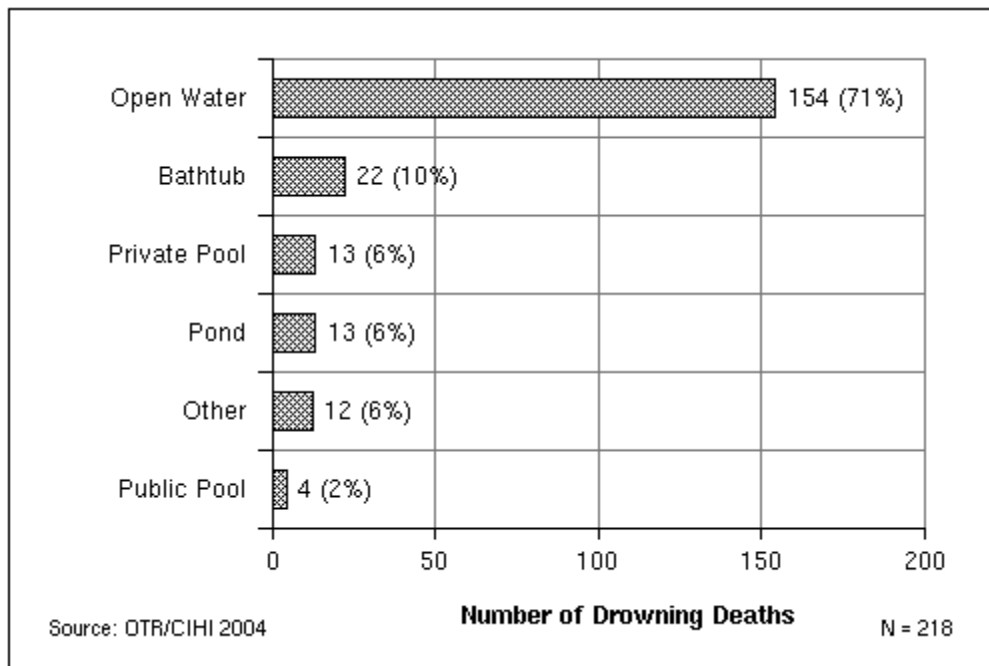 Open Water 154 (71%)
Bathtub 22 (10%)
Private Pool 13 (6%)
Pond 13 (6%)
Other 12 (6%)
Public Pool 4 (2%)
0 50 100 150 200
Number of Drowning Deaths
Source: OTR/CIHI 2004
N = 218